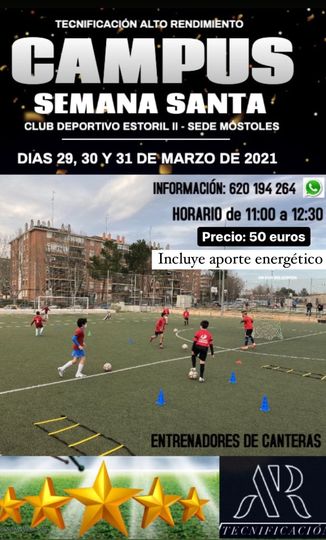 TECNIFICACIÓN ALTO RENDIMIENTO
CAMPUS
SEMANA SANTA
CLUB DEPORTIVO ESTORIL II - SEDE MÓSTOLES
DIAS 29, 30 Y 31 DE MARZO DE 2021
INFORMACIÓN: 620 194 264
HORARIO de 11:00 a 12:30
Precio: 50 euros
Incluye aporte energético
ENTRENADORES DE CANTERAS
AR
TECNIFICACIÓN